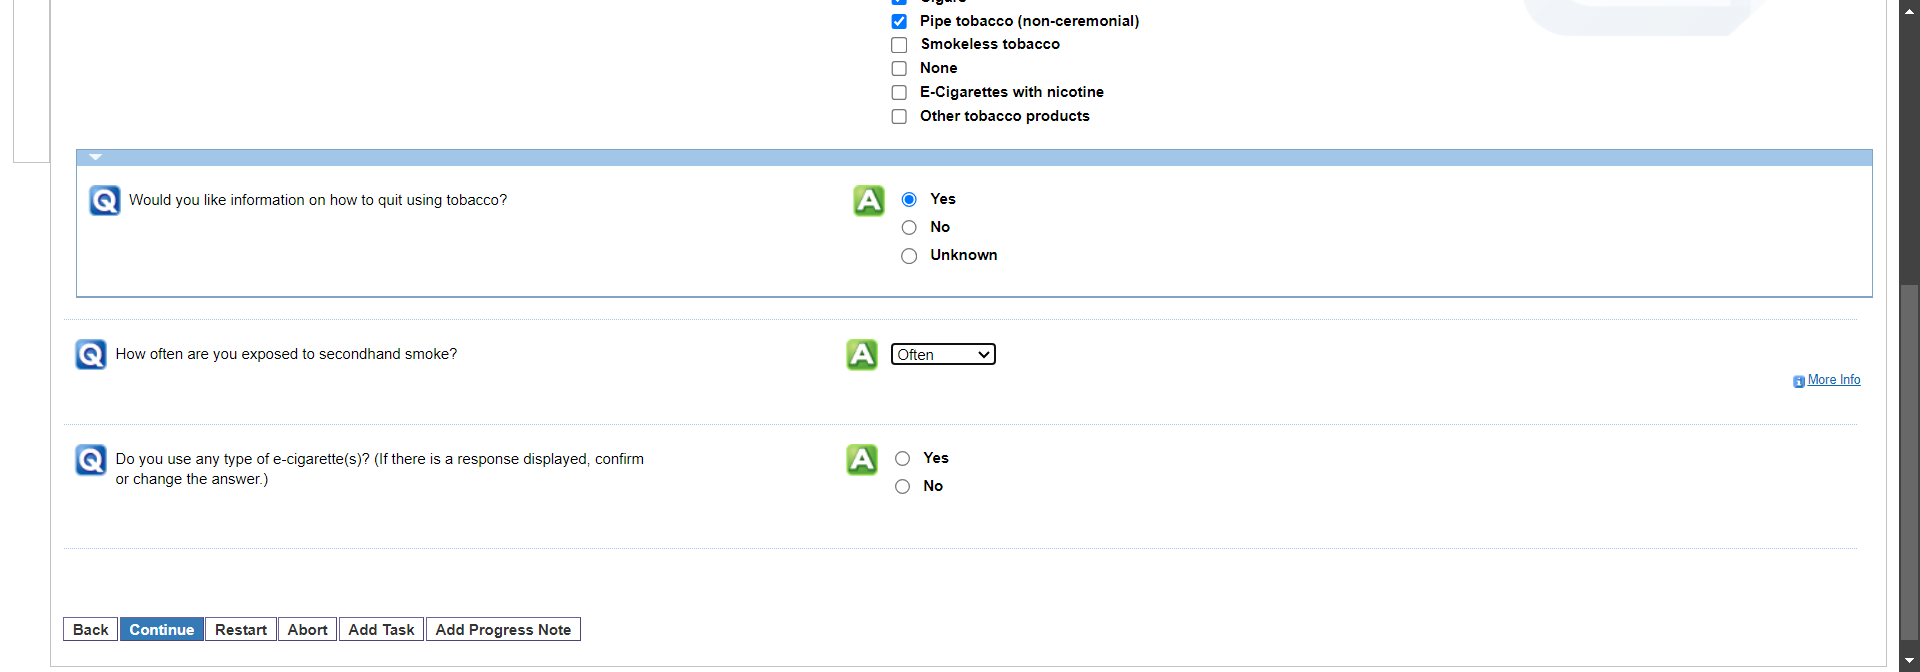 Cigars
Pipe tobacco (non-ceremonial)
Smokeless tobacco
None
E-Cigarettes with nicotine
Other tobacco products
Q Would you like information on how to quit using tobacco?
A Yes
No
Unknown
Q How often are you exposed to secondhand smoke?
A Often
More Info
Q Do you use any type of e-cigarette(s)? (If there is a response displayed, confirm
or change the answer.)
A Yes
No
Back Continue Restart Abort Add Task Add Progress Note